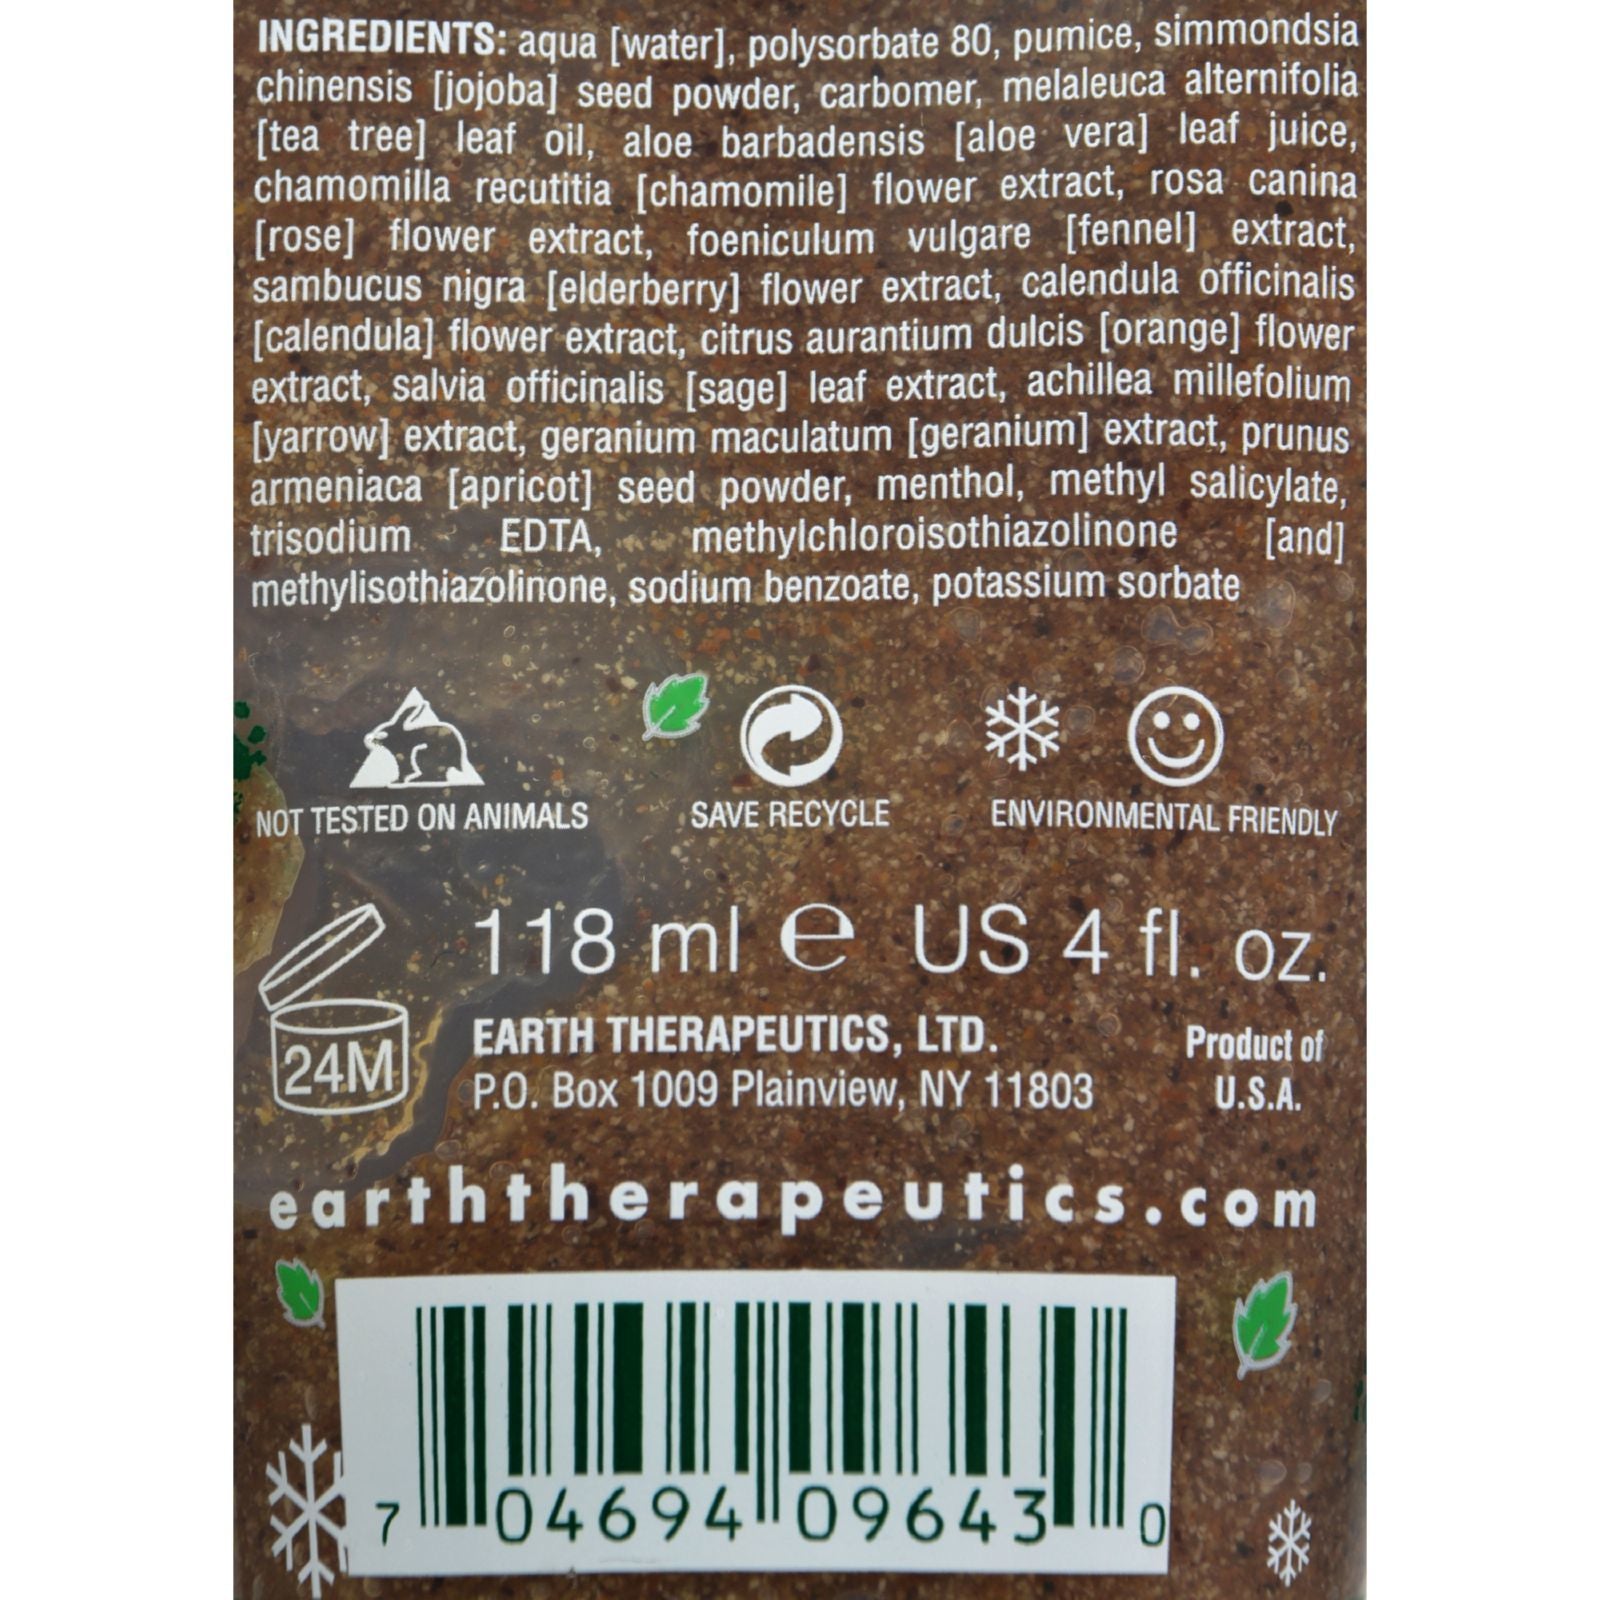 INGREDIENTS: aqua [water], polysorbate 80, pumice, simmondsia
chinensis [jojoba] seed powder, carbomer, melaleuca alternifolia
[tea tree] leaf oil, aloe barbadensis [aloe vera] leaf juice,
chamomilla recutitia [chamomile] flower extract, rosa canina
[rose] flower extract, foeniculum vulgare [fennel] extract,
sambucus nigra [elderberry] flower extract, calendula officinalis
[calendula] flower extract, citrus aurantium dulcis [orange] flower
extract, salvia officinalis [sage] leaf extract, achillea millefolium
[yarrow] extract, geranium maculatum [geranium] extract, prunus
armeniaca [apricot] seed powder, menthol, methyl salicylate,
trisodium EDTA, methylchloroisothiazolinone [and]
methylisothiazolinone, sodium benzoate, potassium sorbate
NOT TESTED ON ANIMALS
SAVE RECYCLE
ENVIRONMENTAL FRIENDLY
118 ml e US 4 fl. oz.
24M
EARTH THERAPEUTICS, LTD.
P.O. Box 1009 Plainview, NY 11803
Product of
U.S.A.
earththerapeutics.com
7 04694 09643 0